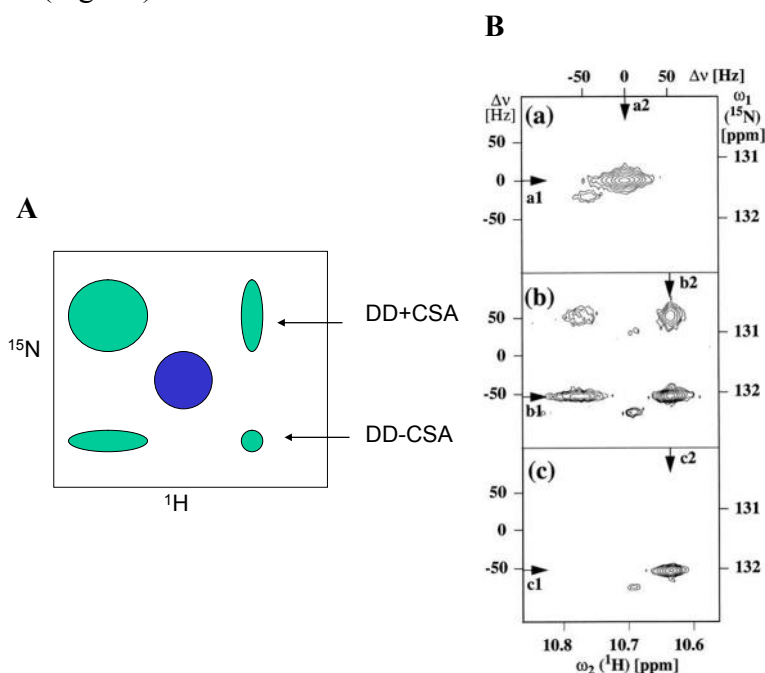 B
-50 0 50 Δν [Hz]
Δν
[Hz]
(a)
a2
ω1
(15N)
[ppm]
50
0
-50
a1
131
132
A
15N
1H
DD+CSA
DD-CSA
(b)
b2
50
0
-50
b1
131
132
(c)
c2
50
0
-50
c1
131
132
10.8 10.7 10.6
ω2 (1H) [ppm]